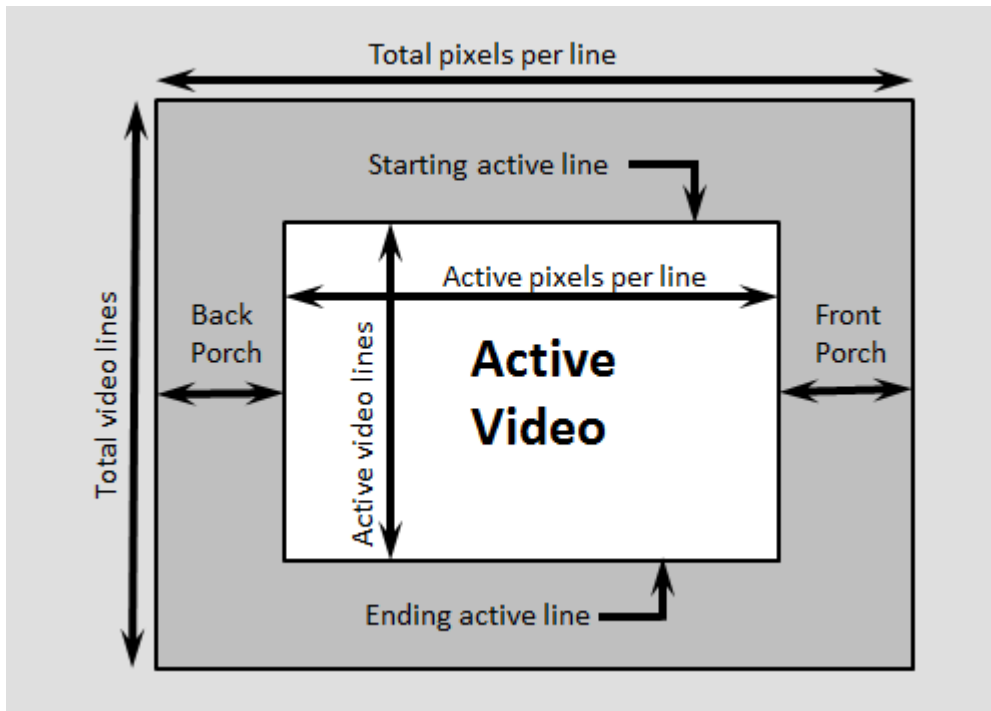 Total pixels per line
Starting active line
Active pixels per line
Back
Porch
Front
Porch
Total video lines
Active video lines
Active
Video
Ending active line